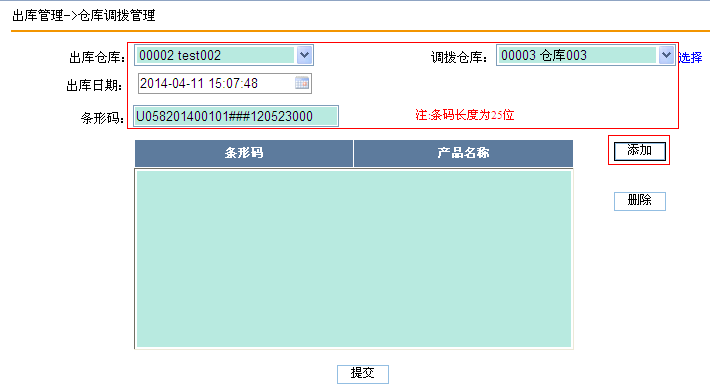 出库管理->仓库调拨管理
出库仓库: 00002 test002 调拨仓库: 00003 仓库003 选择
出库日期: 2014-04-11 15:07:48
条形码: U058201400101###120523000 注:条码长度为25位
条形码 产品名称 添加
删除
提交